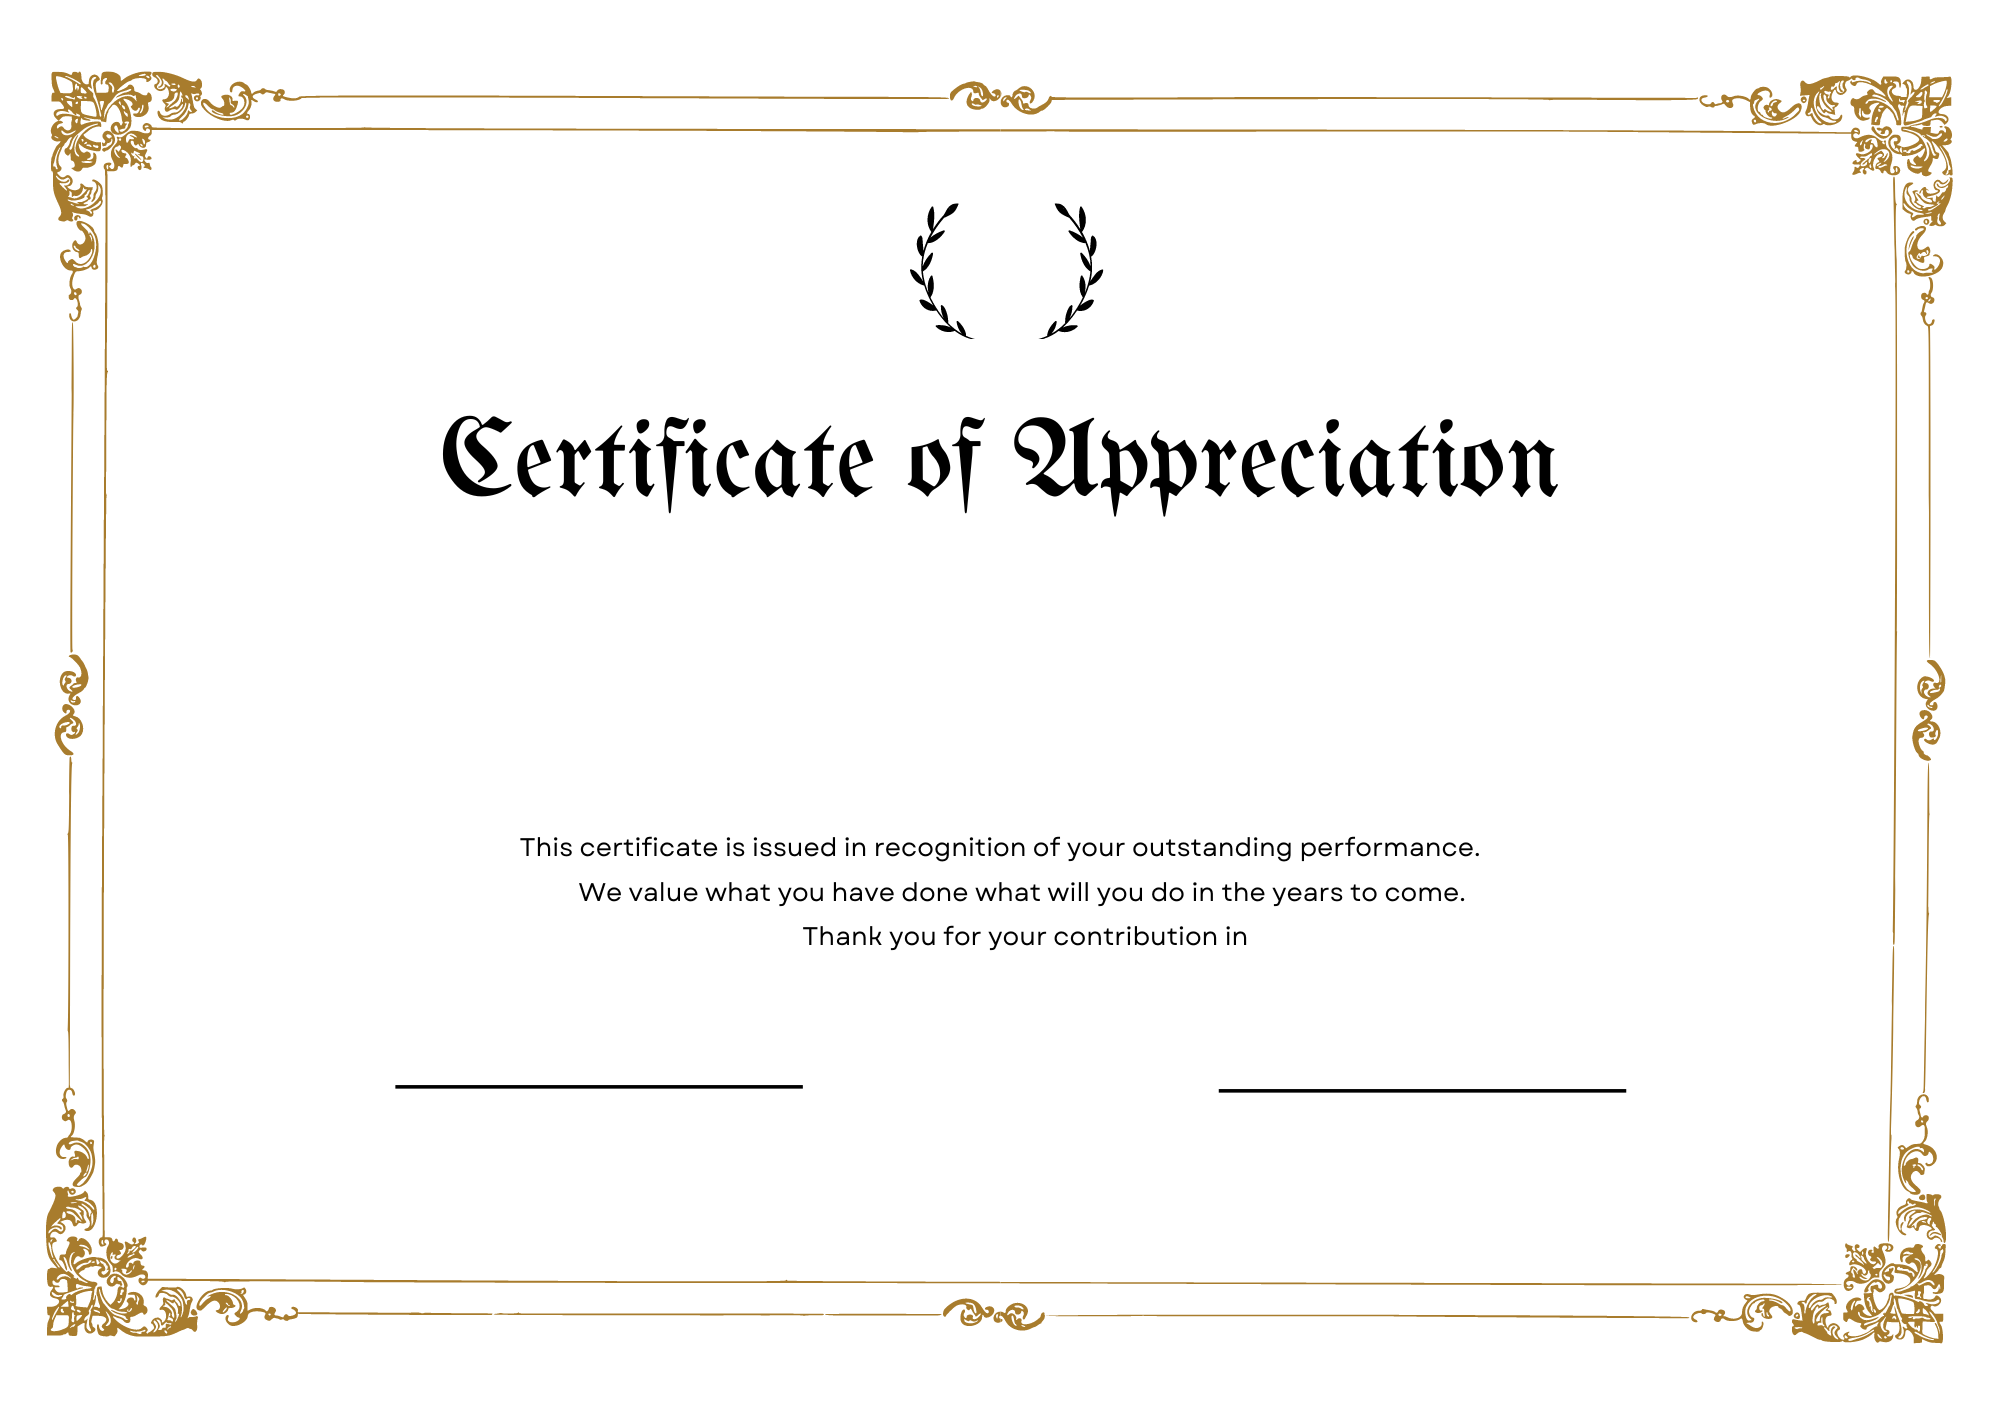 Certificate of Appreciation
This certificate is issued in recognition of your outstanding performance.
We value what you have done what will you do in the years to come.
Thank you for your contribution in